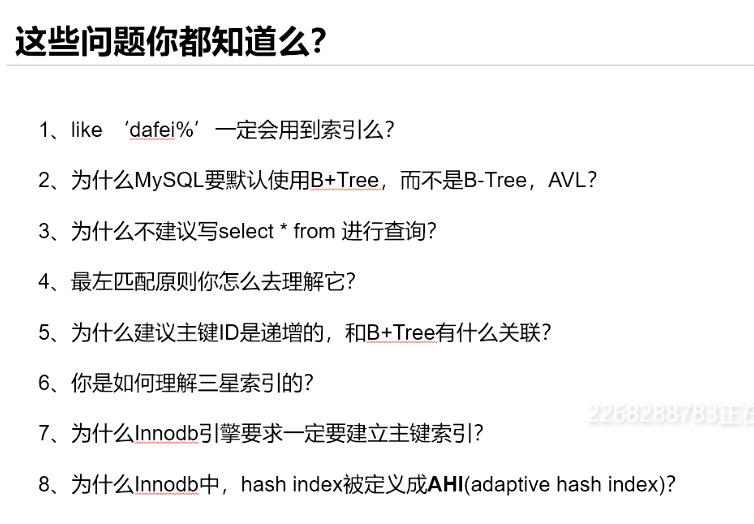 这些问题你都知道么?
1、like ‘dafei%’ 一定会用到索引么?
2、为什么MySQL要默认使用B+Tree，而不是B-Tree，AVL?
3、为什么不建议写select * from 进行查询?
4、最左匹配原则你怎么去理解它?
5、为什么建议主键ID是递增的，和B+Tree有什么关联?
6、你是如何理解三星索引的?
2268288783正在
7、为什么Innodb引擎要求一定要建立主键索引?
8、为什么Innodb中，hash index被定义成AHI(adaptive hash index)?